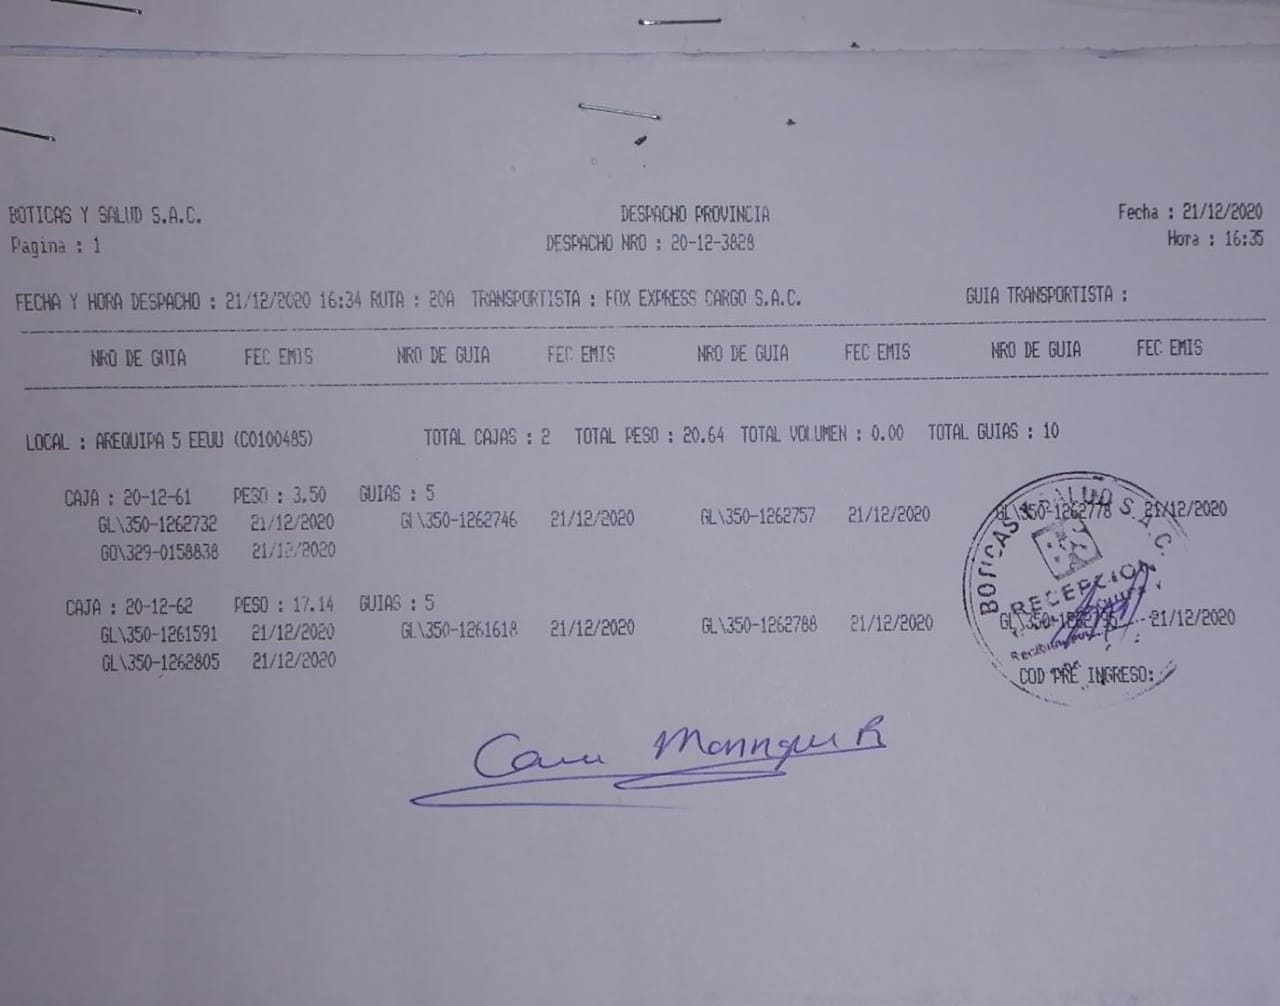 BOTICAS Y SALUD S.A.C. DESPACHO PROVINCIA Fecha : 21/12/2020
Pagina : 1 DESPACHO NRO : 20-12-3828 Hora : 16:35
FECHA Y HORA DESPACHO : 21/12/2020 16:34 RUTA : 20A TRANSPORTISTA : FOX EXPRESS CARGO S.A.C. GUIA TRANSPORTISTA :
NRO DE GUIA FEC EMIS NRO DE GUIA FEC EMIS NRO DE GUIA FEC EMIS NRO DE GUIA FEC EMIS
LOCAL : AREQUIPA 5 EEUU (C0100485) TOTAL CAJAS : 2 TOTAL PESO : 20.64 TOTAL VOLUMEN : 0.00 TOTAL GUIAS : 10
CAJA : 20-12-61 PESO : 3.50 GUIAS : 5
GL\350-1262732 21/12/2020 GL\350-1262746 21/12/2020 GL\350-1262757 21/12/2020 GL\350-1262778 21/12/2020
GO\329-0158838 21/12/2020
CAJA : 20-12-62 PESO : 17.14 GUIAS : 5
GL\350-1261591 21/12/2020 GL\350-1261618 21/12/2020 GL\350-1262788 21/12/2020 21/12/2020
GL\350-1262805 21/12/2020
COD PRE INGRESO:
BOTICAS Y SALUD S.A.C.
RECEPCION